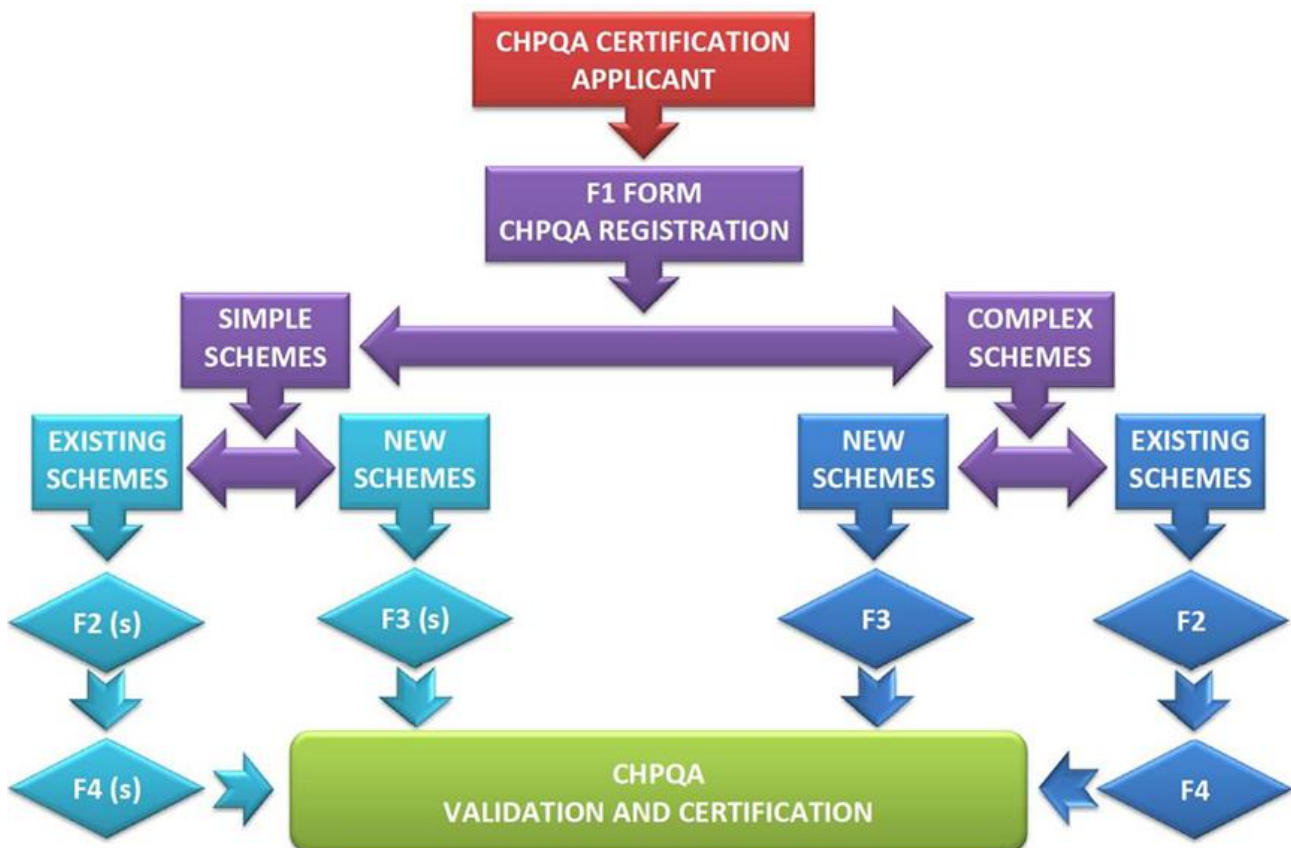 CHPQA CERTIFICATION
APPLICANT
F1 FORM
CHPQA REGISTRATION
SIMPLE
SCHEMES
COMPLEX
SCHEMES
EXISTING
SCHEMES
NEW
SCHEMES
NEW
SCHEMES
EXISTING
SCHEMES
F2 (s)
F3 (s)
F3
F2
F4 (s)
CHPQA
VALIDATION AND CERTIFICATION
F4